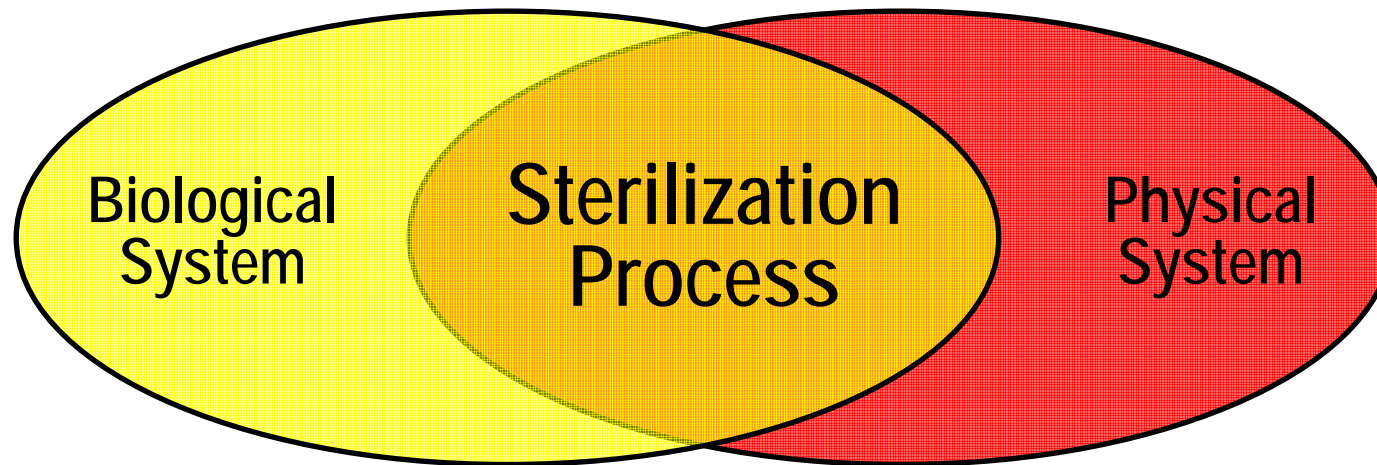 Biological
System
Sterilization
Process
Physical
System